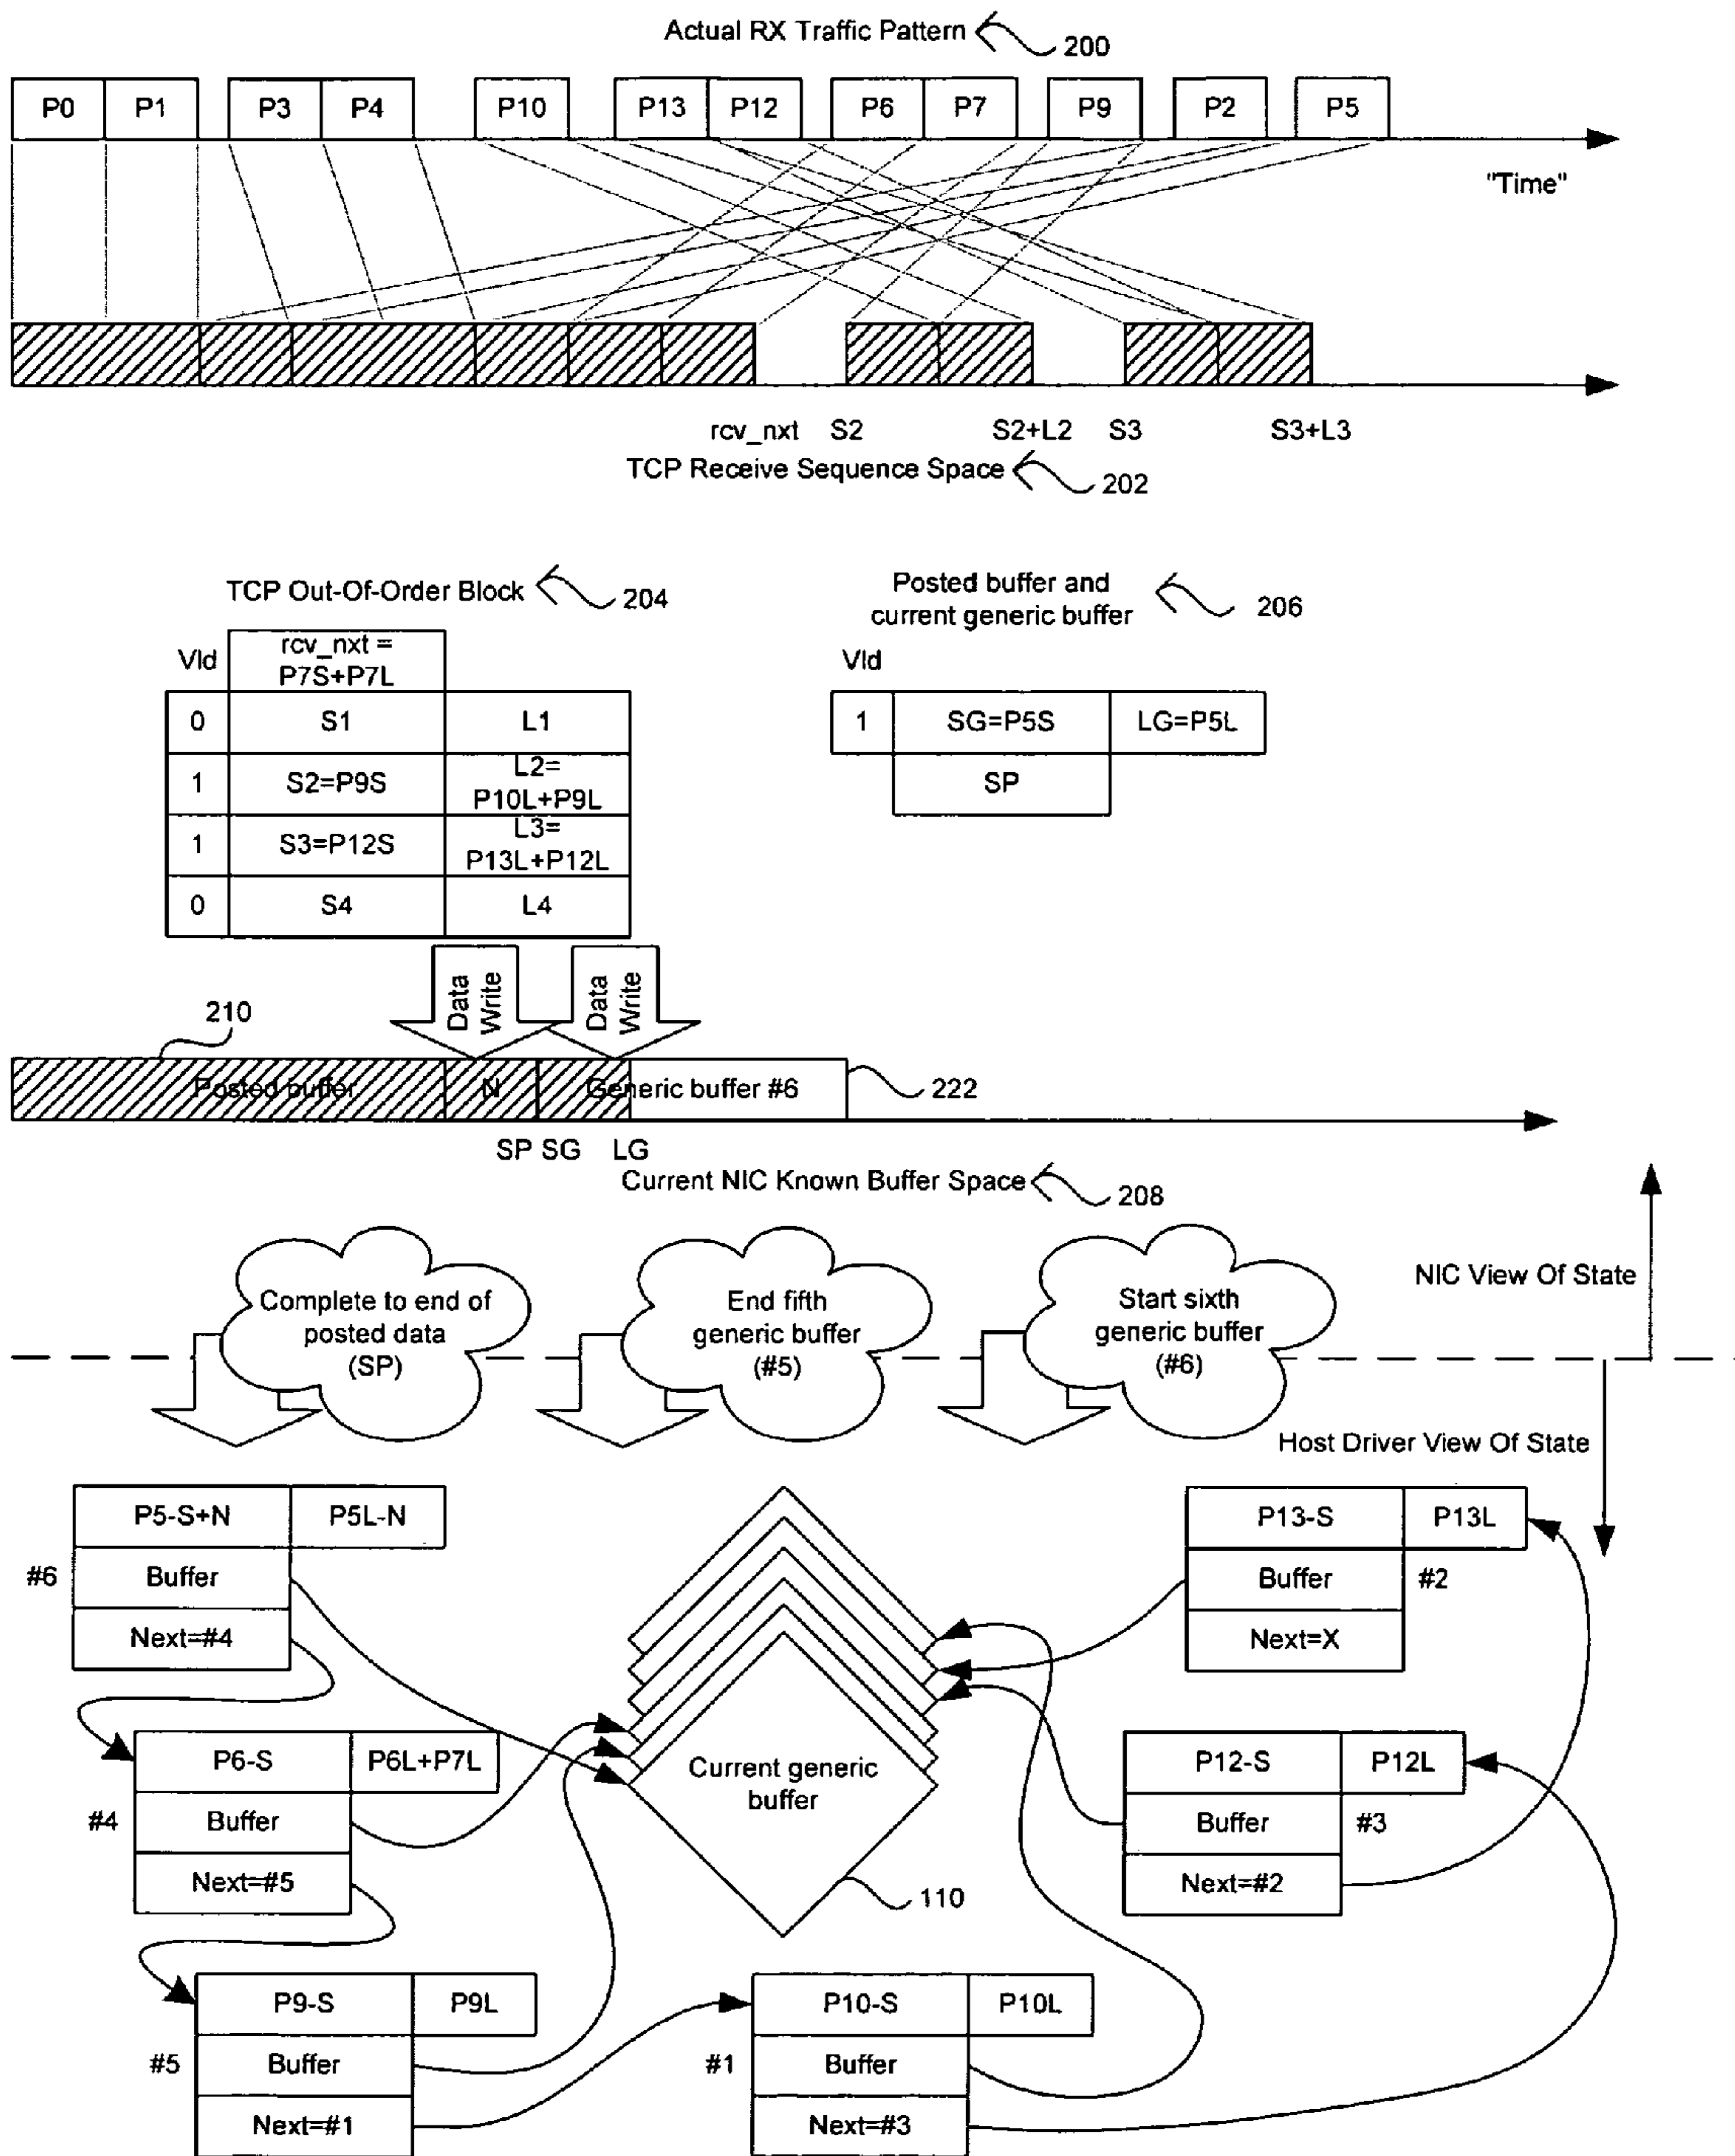 Actual RX Traffic Pattern 200
P0 P1 P3 P4 P10 P13 P12 P6 P7 P9 P2 P5
"Time"
rcv_nxt S2 S2+L2 S3 S3+L3
TCP Receive Sequence Space 202
TCP Out-Of-Order Block 204
Posted buffer and
current generic buffer 206
Vld
rcv_nxt =
P7S+P7L
0 S1 L1
1 S2=P9S L2=
P10L+P9L
1 S3=P12S L3=
P13L+P12L
0 S4 L4
Vld
1 SG=P5S LG=P5L
SP
Data
Write
Data
Write
210
Posted buffer N Generic buffer #6 222
SP SG LG
Current NIC Known Buffer Space 208
Complete to end of
posted data
(SP)
End fifth
generic buffer
(#5)
Start sixth
generic buffer
(#6)
NIC View Of State
Host Driver View Of State
P5-S+N P5L-N
#6 Buffer
Next=#4
P13-S P13L
Buffer #2
Next=X
P6-S P6L+P7L
#4 Buffer
Next=#5
Current generic
buffer
110
P12-S P12L
Buffer #3
Next=#2
P9-S P9L
#5 Buffer
Next=#1
P10-S P10L
#1 Buffer
Next=#3